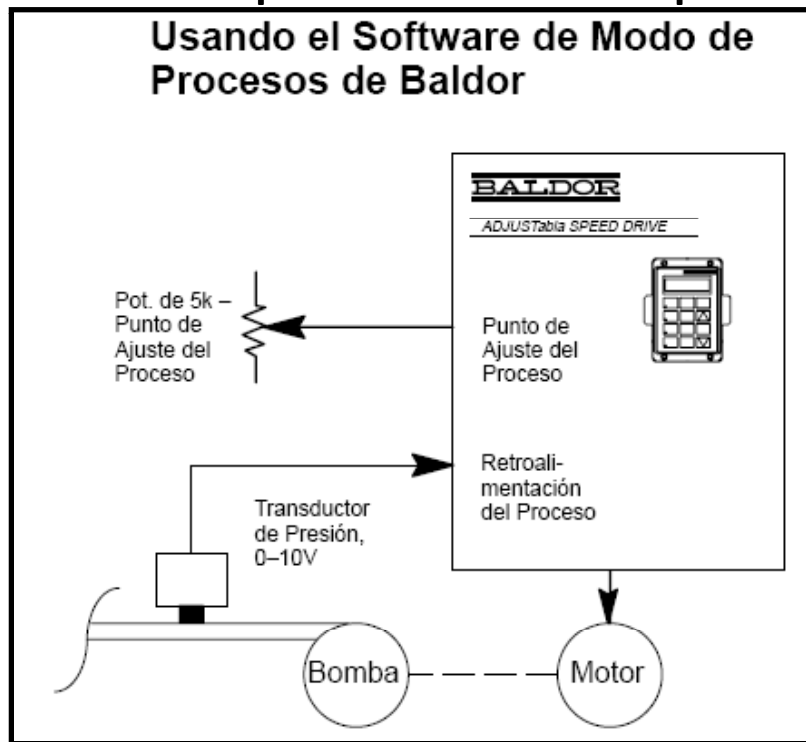 Usando el Software de Modo de
Procesos de Baldor
BALDOR
ADJUSTabla SPEED DRIVE
Pot. de 5k –
Punto de
Ajuste del
Proceso
Punto de
Ajuste del
Proceso
Retroali-
mentación
del Proceso
Transductor
de Presión,
0–10V
Bomba
Motor